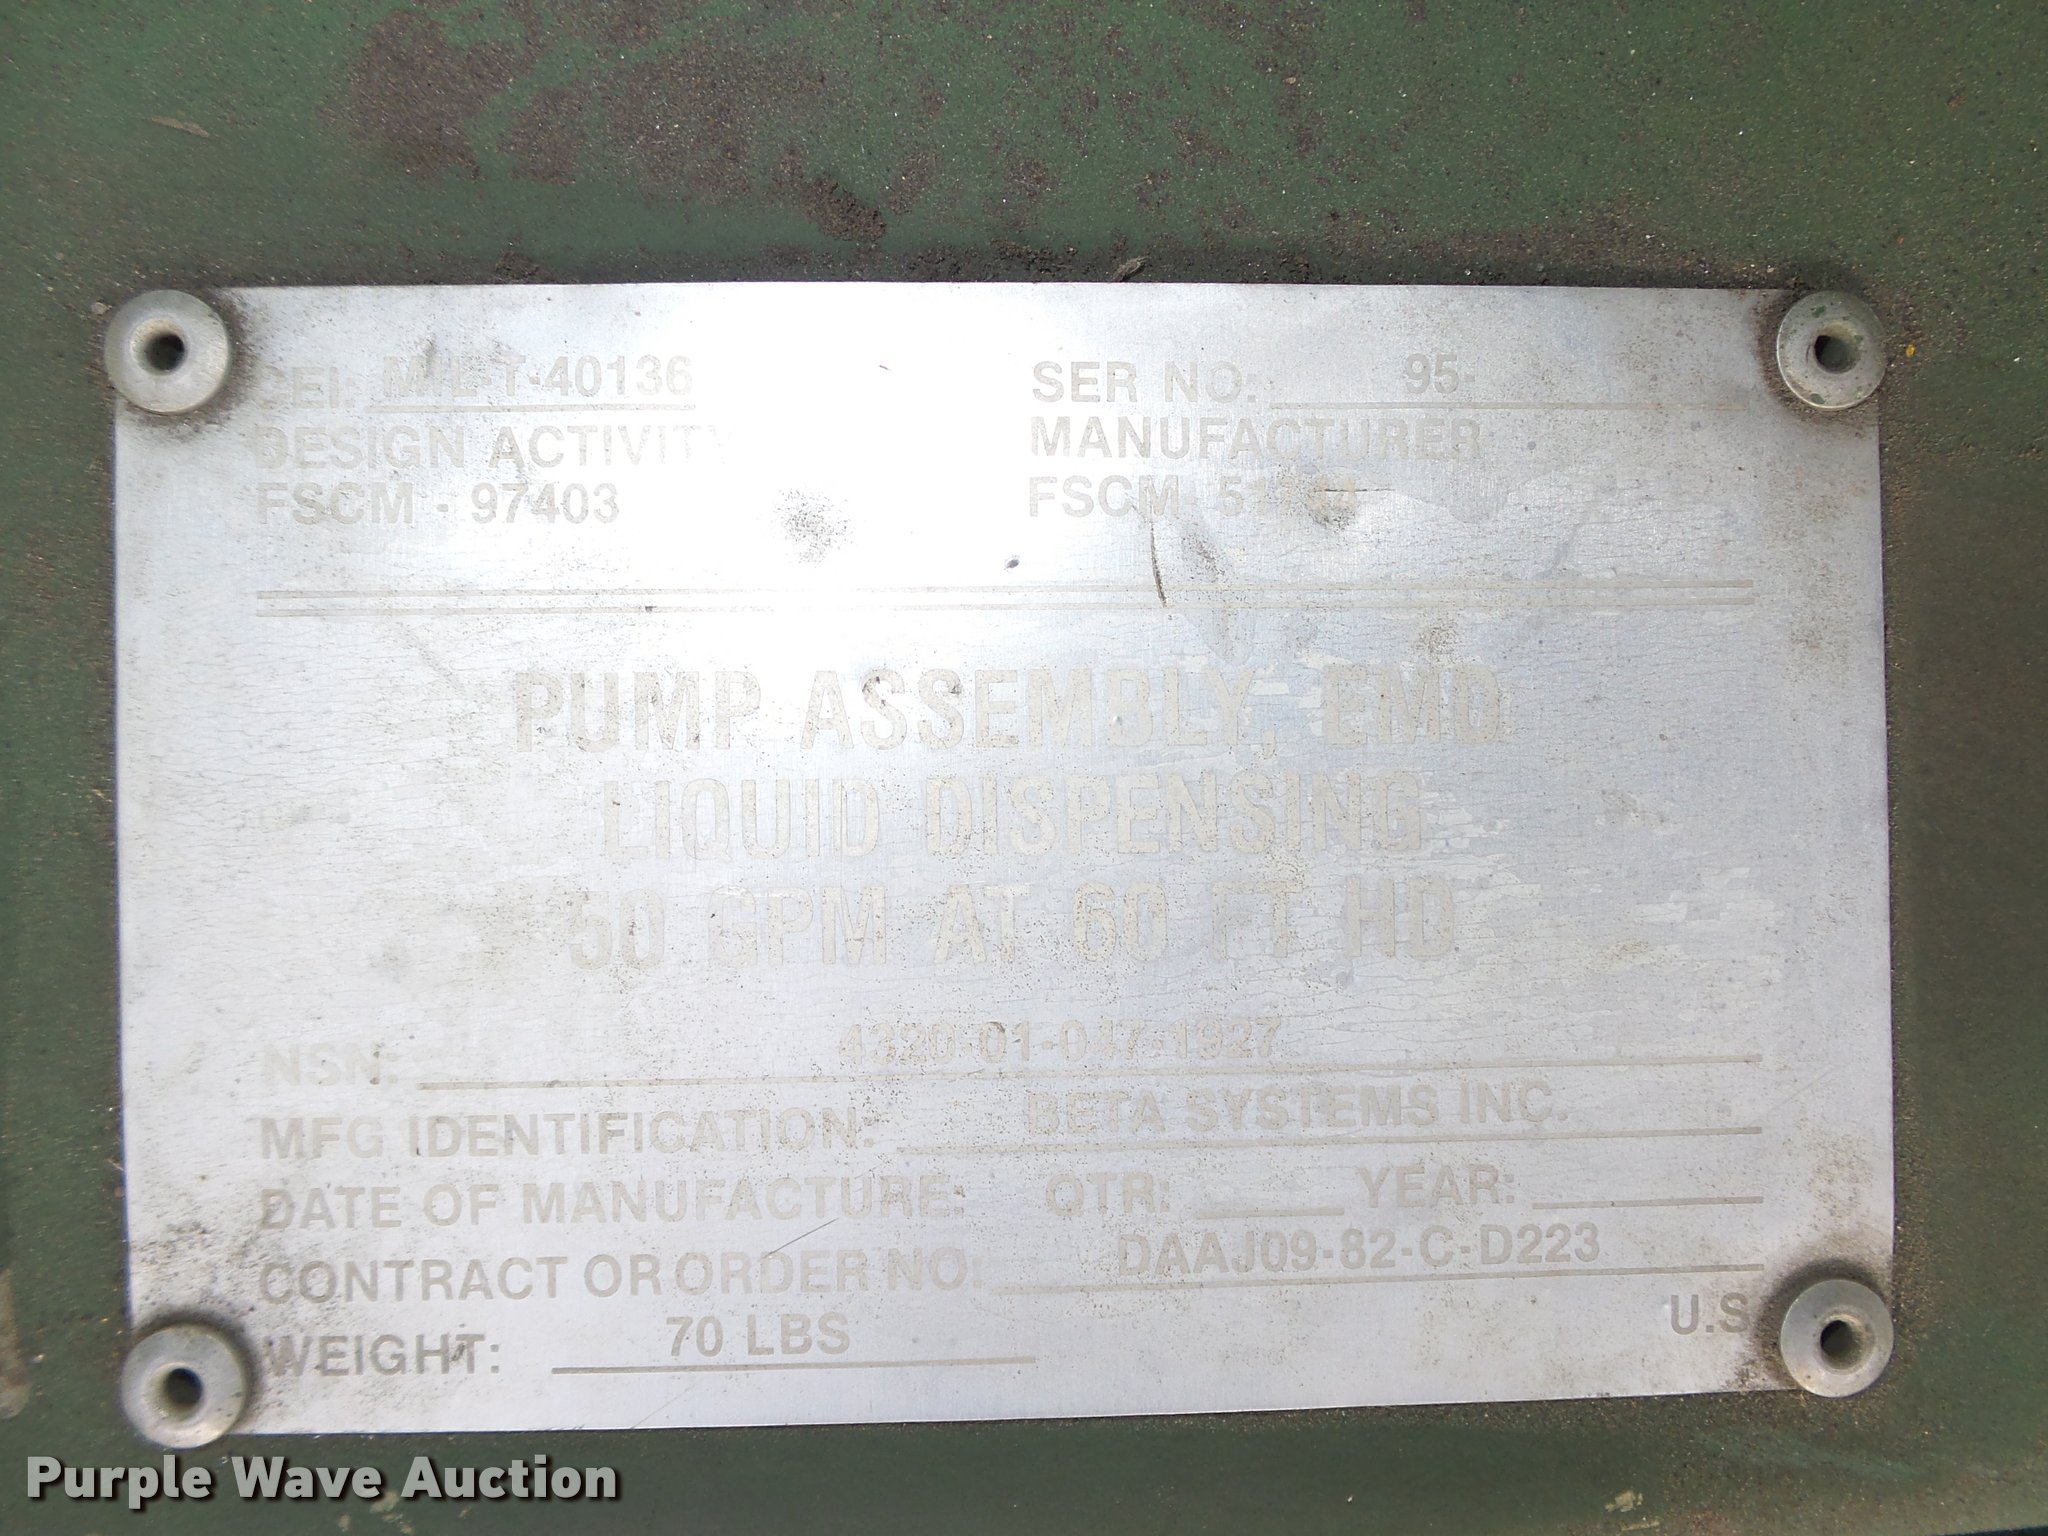 CEI: MIL-T-40136 SER NO: 95-
DESIGN ACTIVITY MANUFACTURER
FSCM - 97403 FSCM
PUMP ASSEMBLY, EMD
LIQUID DISPENSING
50 GPM AT 60 FT HD
NSN: 4320-01-047-1927
MFG IDENTIFICATION: BETA SYSTEMS INC.
DATE OF MANUFACTURE: QTR: YEAR:
CONTRACT OR ORDER NO: DAAJ09-82-C-D223
WEIGHT: 70 LBS U.S
Purple Wave Auction